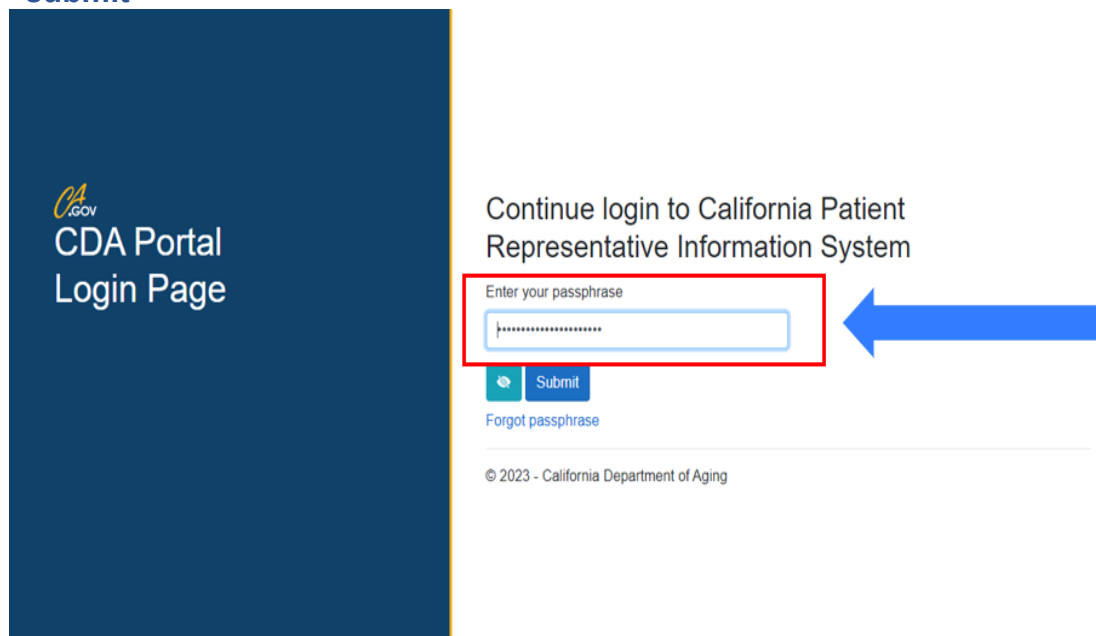 Submit
CA
.GOV
CDA Portal
Login Page
Continue login to California Patient
Representative Information System
Enter your passphrase
Submit
Forgot passphrase
© 2023 - California Department of Aging